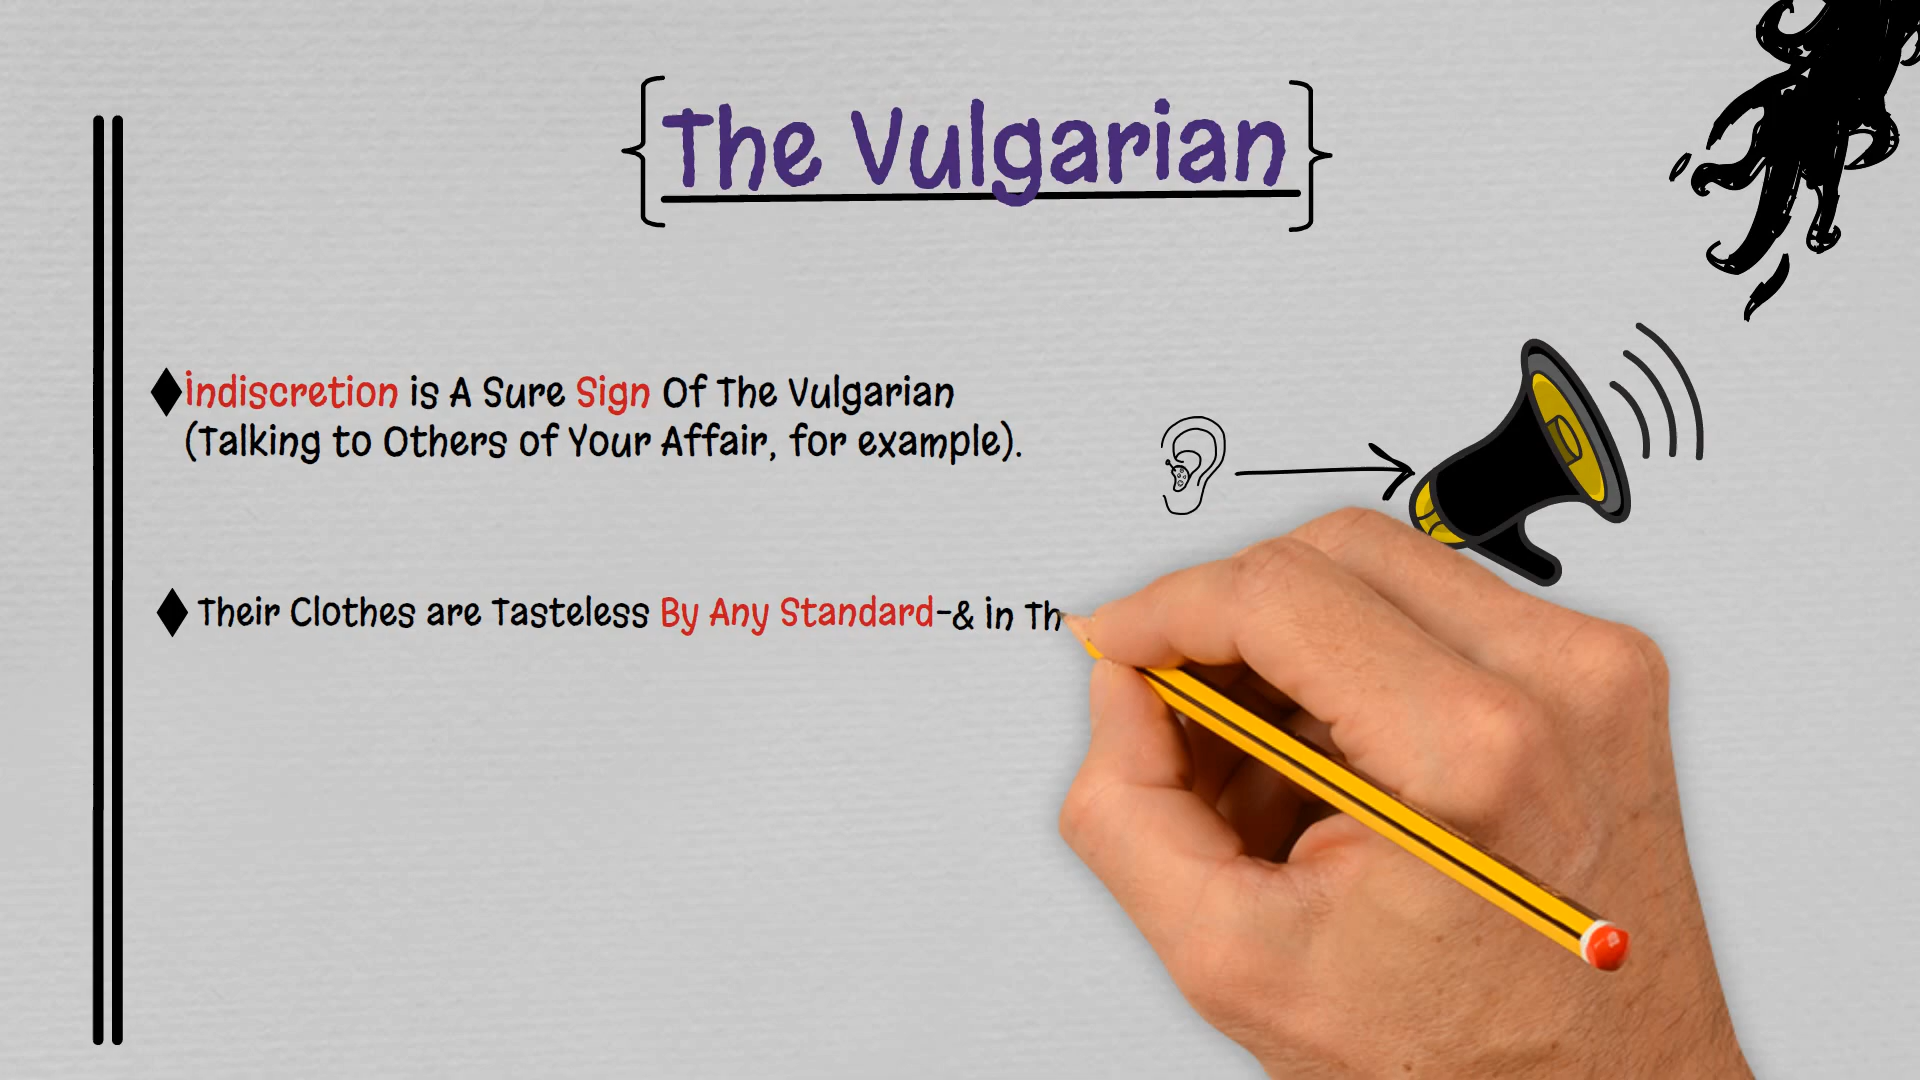 The Vulgarian
Indiscretion is A Sure Sign Of The Vulgarian
(Talking to Others of Your Affair, for example).
Their Clothes are Tasteless By Any Standard-& in Th